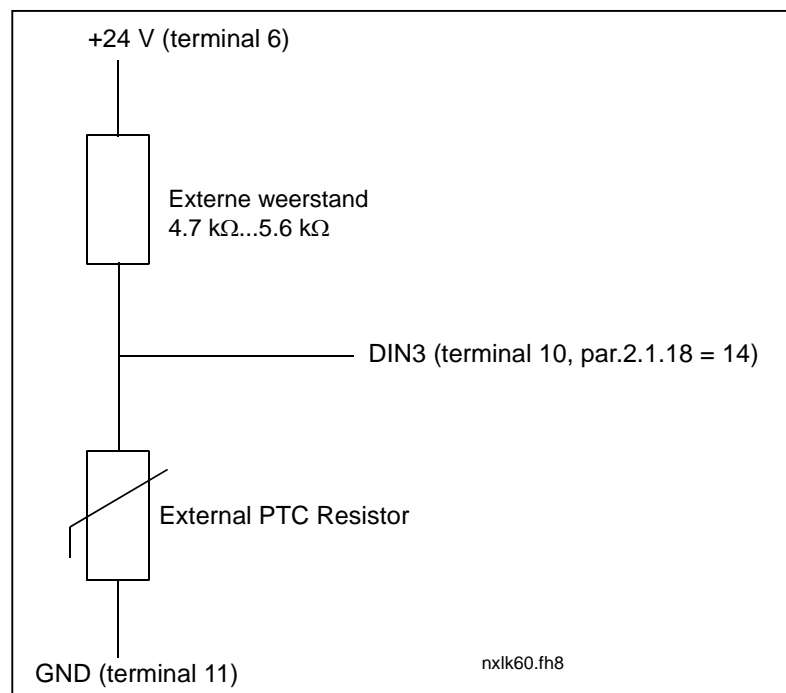 +24 V (terminal 6)
Externe weerstand
4.7 kΩ...5.6 kΩ
DIN3 (terminal 10, par.2.1.18 = 14)
External PTC Resistor
GND (terminal 11)
nxlk60.fh8